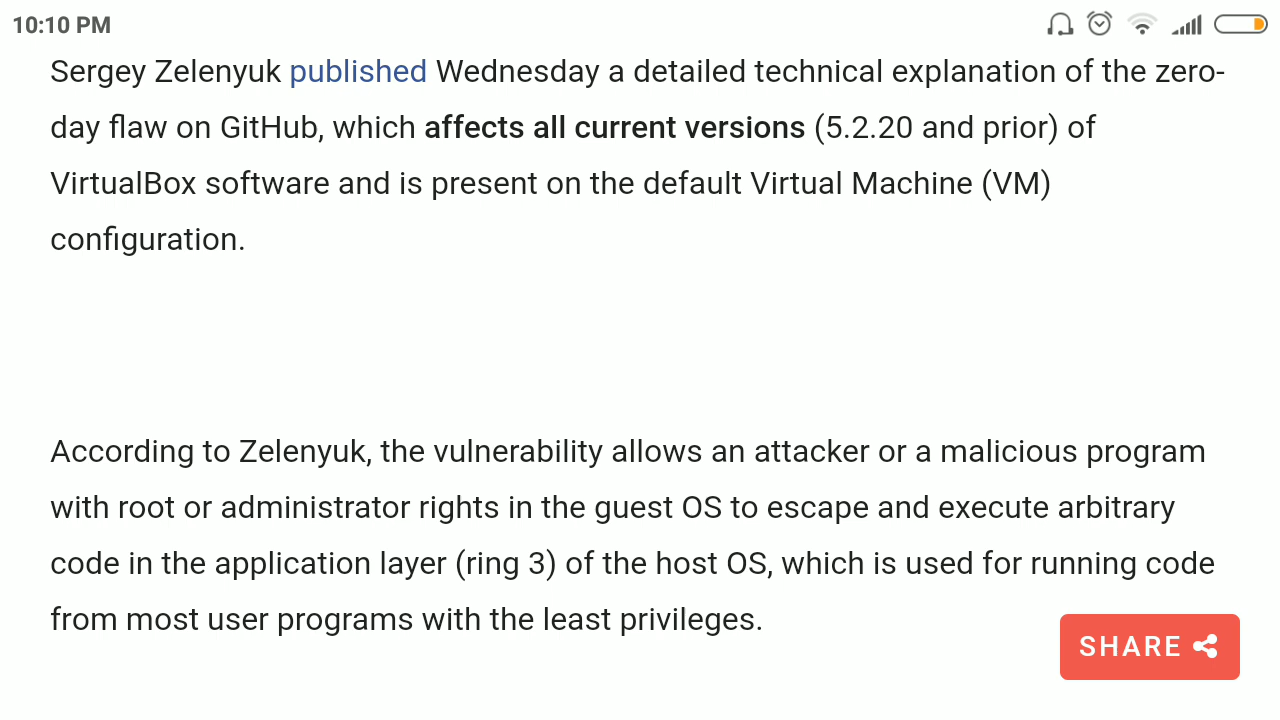 10:10 PM
Sergey Zelenyuk published Wednesday a detailed technical explanation of the zero-
day flaw on GitHub, which affects all current versions (5.2.20 and prior) of
VirtualBox software and is present on the default Virtual Machine (VM)
configuration.
According to Zelenyuk, the vulnerability allows an attacker or a malicious program
with root or administrator rights in the guest OS to escape and execute arbitrary
code in the application layer (ring 3) of the host OS, which is used for running code
from most user programs with the least privileges.
SHARE